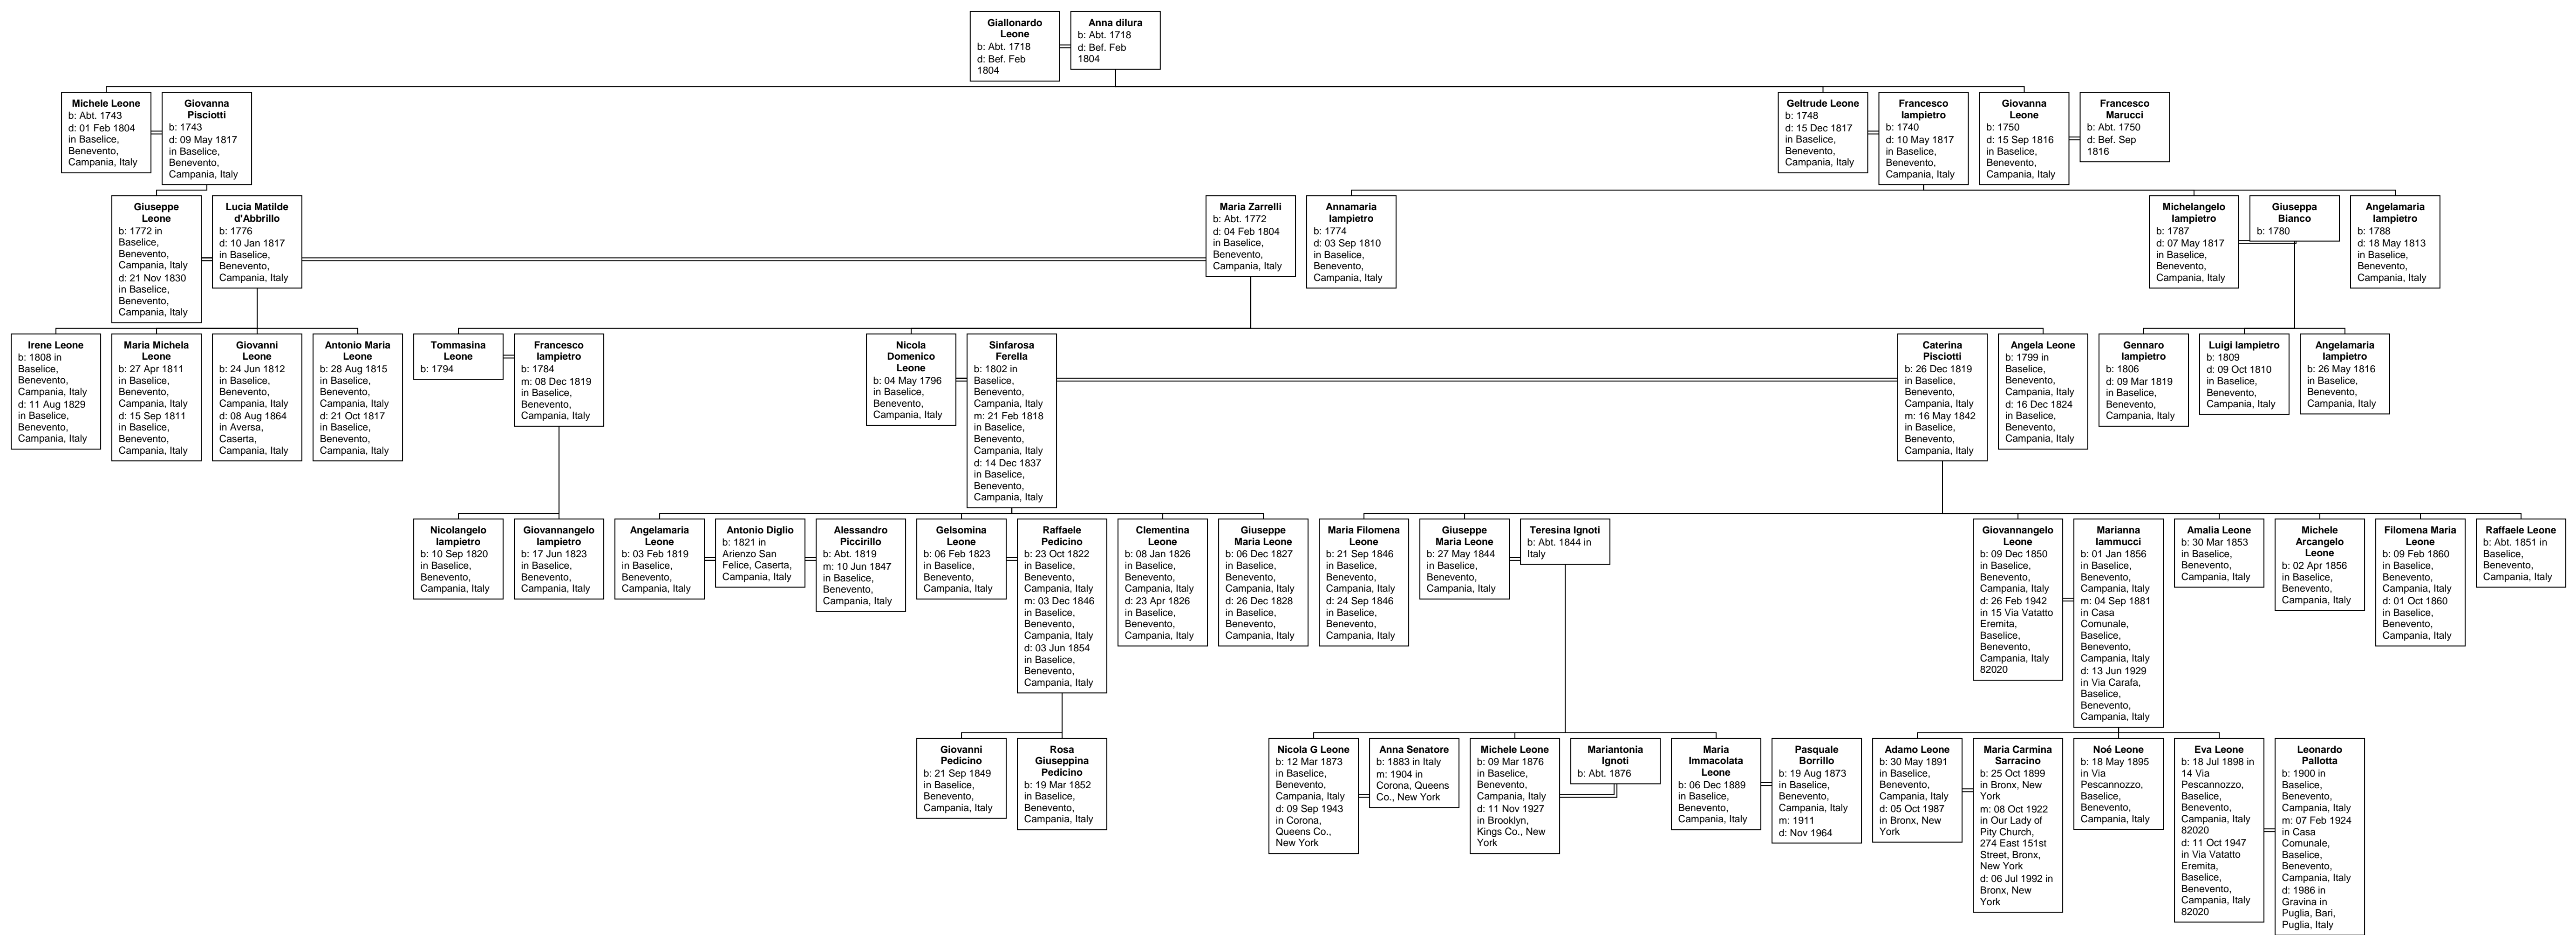 Giallonardo
Leone
b: Abt. 1718
d: Bef. Feb
1804
Anna dilura
b: Abt. 1718
d: Bef. Feb
1804
Michele Leone
b: Abt. 1743
d: 01 Feb 1804
in Baselice,
Benevento,
Campania, Italy
Giovanna
Pisciotti
b: 1743
d: 09 May 1817
in Baselice,
Benevento,
Campania, Italy
Geltrude Leone
b: 1748
d: 15 Dec 1817
in Baselice,
Benevento,
Campania, Italy
Francesco
Iampietro
b: 1740
d: 10 May 1817
in Baselice,
Benevento,
Campania, Italy
Giovanna
Leone
b: 1750
d: 15 Sep 1816
in Baselice,
Benevento,
Campania, Italy
Francesco
Marucci
b: Abt. 1750
d: Bef. Sep
1816
Giuseppe
Leone
b: 1772 in
Baselice,
Benevento,
Campania, Italy
d: 21 Nov 1830
in Baselice,
Benevento,
Campania, Italy
Lucia Matilde
d'Abbrillo
b: 1776
d: 10 Jan 1817
in Baselice,
Benevento,
Campania, Italy
Maria Zarrelli
b: Abt. 1772
d: 04 Feb 1804
in Baselice,
Benevento,
Campania, Italy
Annamaria
Iampietro
b: 1774
d: 03 Sep 1810
in Baselice,
Benevento,
Campania, Italy
Michelangelo
Iampietro
b: 1787
d: 07 May 1817
in Baselice,
Benevento,
Campania, Italy
Giuseppa
Bianco
b: 1780
Angelamaria
Iampietro
b: 1788
d: 18 May 1813
in Baselice,
Benevento,
Campania, Italy
Irene Leone
b: 1808 in
Baselice,
Benevento,
Campania, Italy
d: 11 Aug 1829
in Baselice,
Benevento,
Campania, Italy
Maria Michela
Leone
b: 27 Apr 1811
in Baselice,
Benevento,
Campania, Italy
d: 15 Sep 1811
in Baselice,
Benevento,
Campania, Italy
Giovanni
Leone
b: 24 Jun 1812
in Baselice,
Benevento,
Campania, Italy
d: 08 Aug 1864
in Aversa,
Caserta,
Campania, Italy
Antonio Maria
Leone
b: 28 Aug 1815
in Baselice,
Benevento,
Campania, Italy
d: 21 Oct 1817
in Baselice,
Benevento,
Campania, Italy
Tommasina
Leone
b: 1794
Francesco
Iampietro
b: 1784
m: 08 Dec 1819
in Baselice,
Benevento,
Campania, Italy
Nicola
Domenico
Leone
b: 04 May 1796
in Baselice,
Benevento,
Campania, Italy
Sinfarosa
Ferella
b: 1802 in
Baselice,
Benevento,
Campania, Italy
m: 21 Feb 1818
in Baselice,
Benevento,
Campania, Italy
d: 14 Dec 1837
in Baselice,
Benevento,
Campania, Italy
Caterina
Pisciotti
b: 26 Dec 1819
in Baselice,
Benevento,
Campania, Italy
m: 16 May 1842
in Baselice,
Benevento,
Campania, Italy
Angela Leone
b: 1799 in
Baselice,
Benevento,
Campania, Italy
d: 16 Dec 1824
in Baselice,
Benevento,
Campania, Italy
Gennaro
Iampietro
b: 1806
d: 09 Mar 1819
in Baselice,
Benevento,
Campania, Italy
Luigi Iampietro
b: 1809
d: 09 Oct 1810
in Baselice,
Benevento,
Campania, Italy
Angelamaria
Iampietro
b: 26 May 1816
in Baselice,
Benevento,
Campania, Italy
Nicolangelo
Iampietro
b: 10 Sep 1820
in Baselice,
Benevento,
Campania, Italy
Giovannangelo
Iampietro
b: 17 Jun 1823
in Baselice,
Benevento,
Campania, Italy
Angelamaria
Leone
b: 03 Feb 1819
in Baselice,
Benevento,
Campania, Italy
Antonio Diglio
b: 1821 in
Arienzo San
Felice, Caserta,
Campania, Italy
Alessandro
Piccirillo
b: Abt. 1819
m: 10 Jun 1847
in Baselice,
Benevento,
Campania, Italy
Gelsomina
Leone
b: 06 Feb 1823
in Baselice,
Benevento,
Campania, Italy
Raffaele
Pedicino
b: 23 Oct 1822
in Baselice,
Benevento,
Campania, Italy
m: 03 Dec 1846
in Baselice,
Benevento,
Campania, Italy
d: 03 Jun 1854
in Baselice,
Benevento,
Campania, Italy
Clementina
Leone
b: 08 Jan 1826
in Baselice,
Benevento,
Campania, Italy
d: 23 Apr 1826
in Baselice,
Benevento,
Campania, Italy
Giuseppe
Maria Leone
b: 06 Dec 1827
in Baselice,
Benevento,
Campania, Italy
d: 26 Dec 1828
in Baselice,
Benevento,
Campania, Italy
Maria Filomena
Leone
b: 21 Sep 1846
in Baselice,
Benevento,
Campania, Italy
d: 24 Sep 1846
in Baselice,
Benevento,
Campania, Italy
Giuseppe
Maria Leone
b: 27 May 1844
in Baselice,
Benevento,
Campania, Italy
Teresina Ignoti
b: Abt. 1844 in
Italy
Giovannangelo
Leone
b: 09 Dec 1850
in Baselice,
Benevento,
Campania, Italy
d: 26 Feb 1942
in 15 Via Vatatto
Eremita,
Baselice,
Benevento,
Campania, Italy
82020
Marianna
Iammucci
b: 01 Jan 1856
in Baselice,
Benevento,
Campania, Italy
m: 04 Sep 1881
in Casa
Comunale,
Baselice,
Benevento,
Campania, Italy
d: 13 Jun 1929
in Via Carafa,
Baselice,
Benevento,
Campania, Italy
Amalia Leone
b: 30 Mar 1853
in Baselice,
Benevento,
Campania, Italy
Michele
Arcangelo
Leone
b: 02 Apr 1856
in Baselice,
Benevento,
Campania, Italy
Filomena Maria
Leone
b: 09 Feb 1860
in Baselice,
Benevento,
Campania, Italy
d: 01 Oct 1860
in Baselice,
Benevento,
Campania, Italy
Raffaele Leone
b: Abt. 1851 in
Baselice,
Benevento,
Campania, Italy
Giovanni
Pedicino
b: 21 Sep 1849
in Baselice,
Benevento,
Campania, Italy
Rosa
Giuseppina
Pedicino
b: 19 Mar 1852
in Baselice,
Benevento,
Campania, Italy
Nicola G Leone
b: 12 Mar 1873
in Baselice,
Benevento,
Campania, Italy
d: 09 Sep 1943
in Corona,
Queens Co.,
New York
Anna Senatore
b: 1883 in Italy
m: 1904 in
Corona, Queens
Co., New York
Michele Leone
b: 09 Mar 1876
in Baselice,
Benevento,
Campania, Italy
d: 11 Nov 1927
in Brooklyn,
Kings Co., New
York
Mariantonia
Ignoti
b: Abt. 1876
Maria
Immacolata
Leone
b: 06 Dec 1889
in Baselice,
Benevento,
Campania, Italy
Pasquale
Borrillo
b: 19 Aug 1873
in Baselice,
Benevento,
Campania, Italy
m: 1911
d: Nov 1964
Adamo Leone
b: 30 May 1891
in Baselice,
Benevento,
Campania, Italy
d: 05 Oct 1987
in Bronx, New
York
Maria Carmina
Sarracino
b: 25 Oct 1899
in Bronx, New
York
m: 08 Oct 1922
in Our Lady of
Pity Church,
274 East 151st
Street, Bronx,
New York
d: 06 Jul 1992 in
Bronx, New
York
Noé Leone
b: 18 May 1895
in Via
Pescannozzo,
Baselice,
Benevento,
Campania, Italy
Eva Leone
b: 18 Jul 1898 in
14 Via
Pescannozzo,
Baselice,
Benevento,
Campania, Italy
82020
d: 11 Oct 1947
in Via Vatatto
Eremita,
Baselice,
Benevento,
Campania, Italy
82020
Leonardo
Pallotta
b: 1900 in
Baselice,
Benevento,
Campania, Italy
m: 07 Feb 1924
in Casa
Comunale,
Baselice,
Benevento,
Campania, Italy
d: 1986 in
Gravina in
Puglia, Bari,
Puglia, Italy